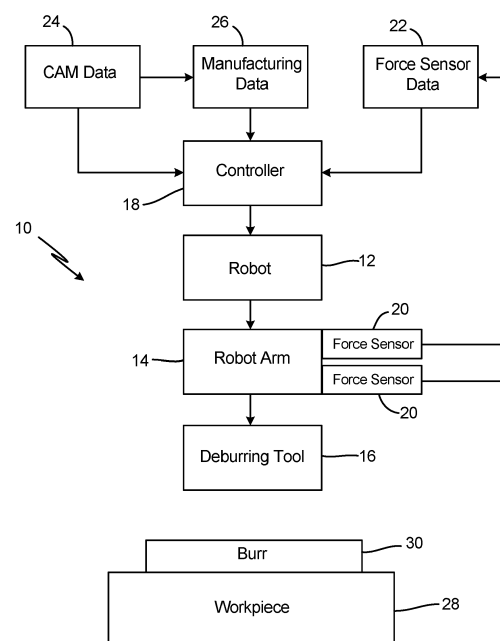 24
26
22
CAM Data
Manufacturing
Data
Force Sensor
Data
Controller
18
10
Robot
12
20
14
Robot Arm
Force Sensor
Force Sensor
20
Deburring Tool
16
Burr
30
Workpiece
28